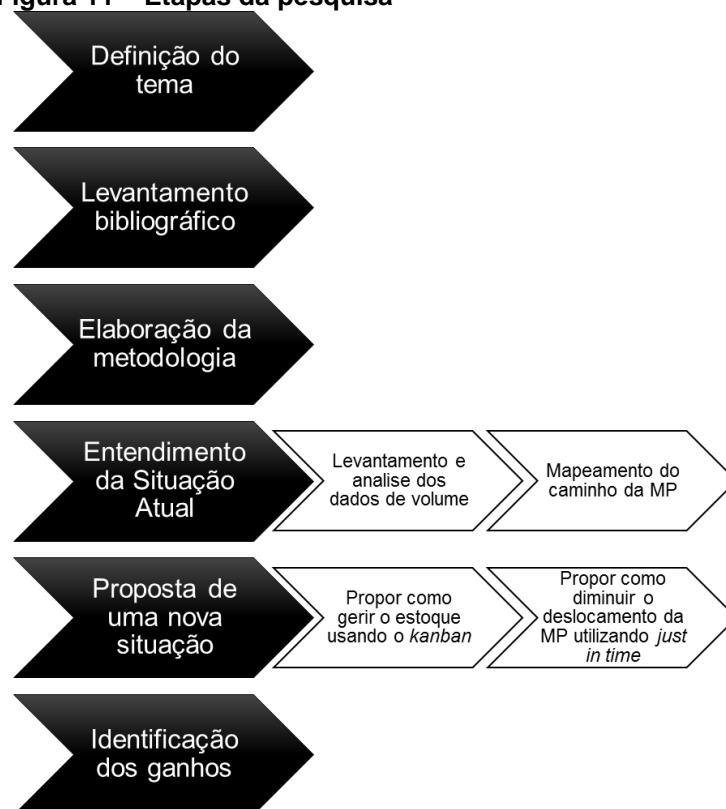 Figura 11 – Etapas da pesquisa
Definição do
tema
Levantamento
bibliográfico
Elaboração da
metodologia
Entendimento
da Situação
Atual
Levantamento e
analise dos
dados de volume
Mapeamento do
caminho da MP
Proposta de
uma nova
situação
Propor como
gerir o estoque
usando o kanban
Propor como
diminuir o
deslocamento da
MP utilizando just
in time
Identificação
dos ganhos